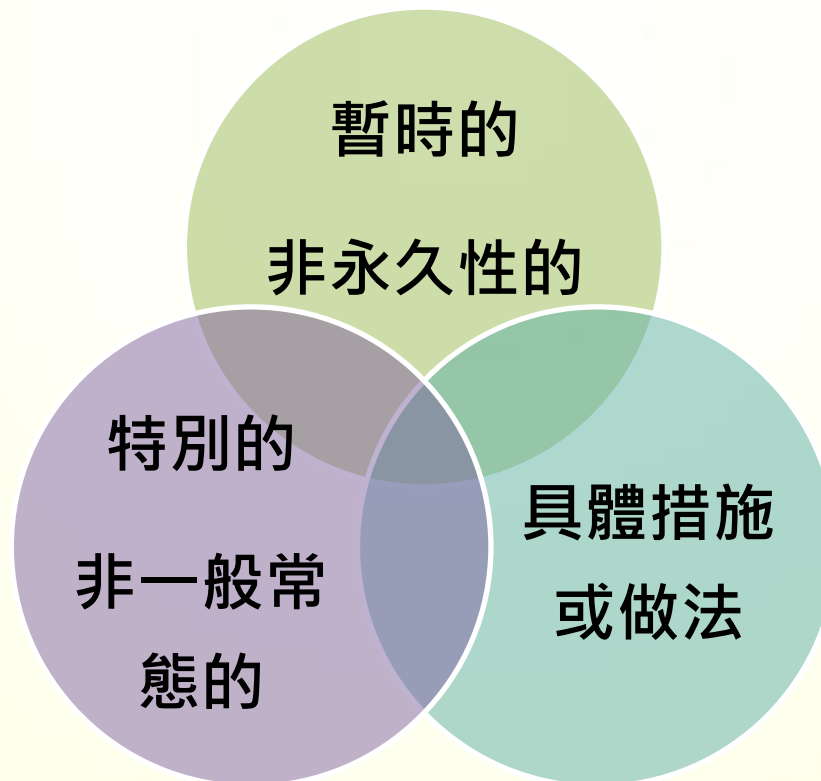 暫時的
非永久性的
特別的
非一般常
態的
具體措施
或做法